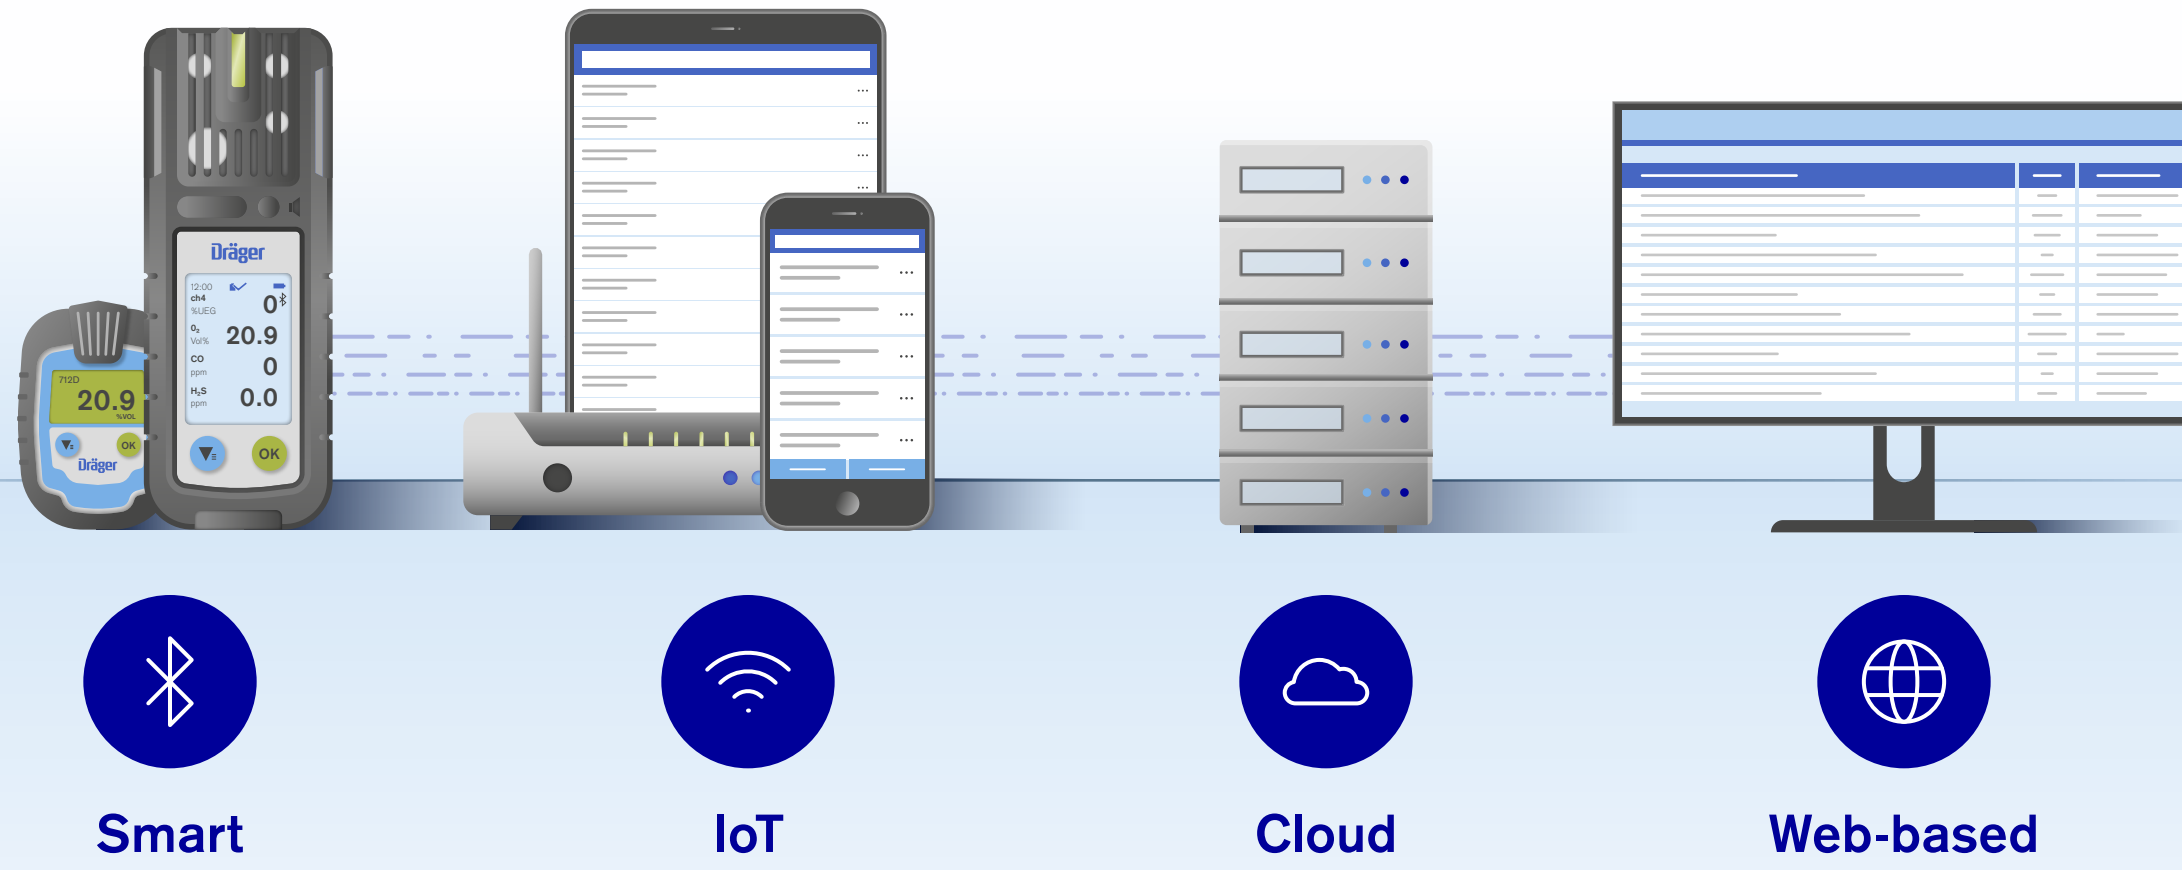 Dräger
12:00
ch4
%UEG
0
O₂
Vol%
20.9
CO
ppm
0
H₂S
ppm
0.0
OK
712D
20.9
%VOL
OK
Dräger
Smart
IoT
Cloud
Web-based